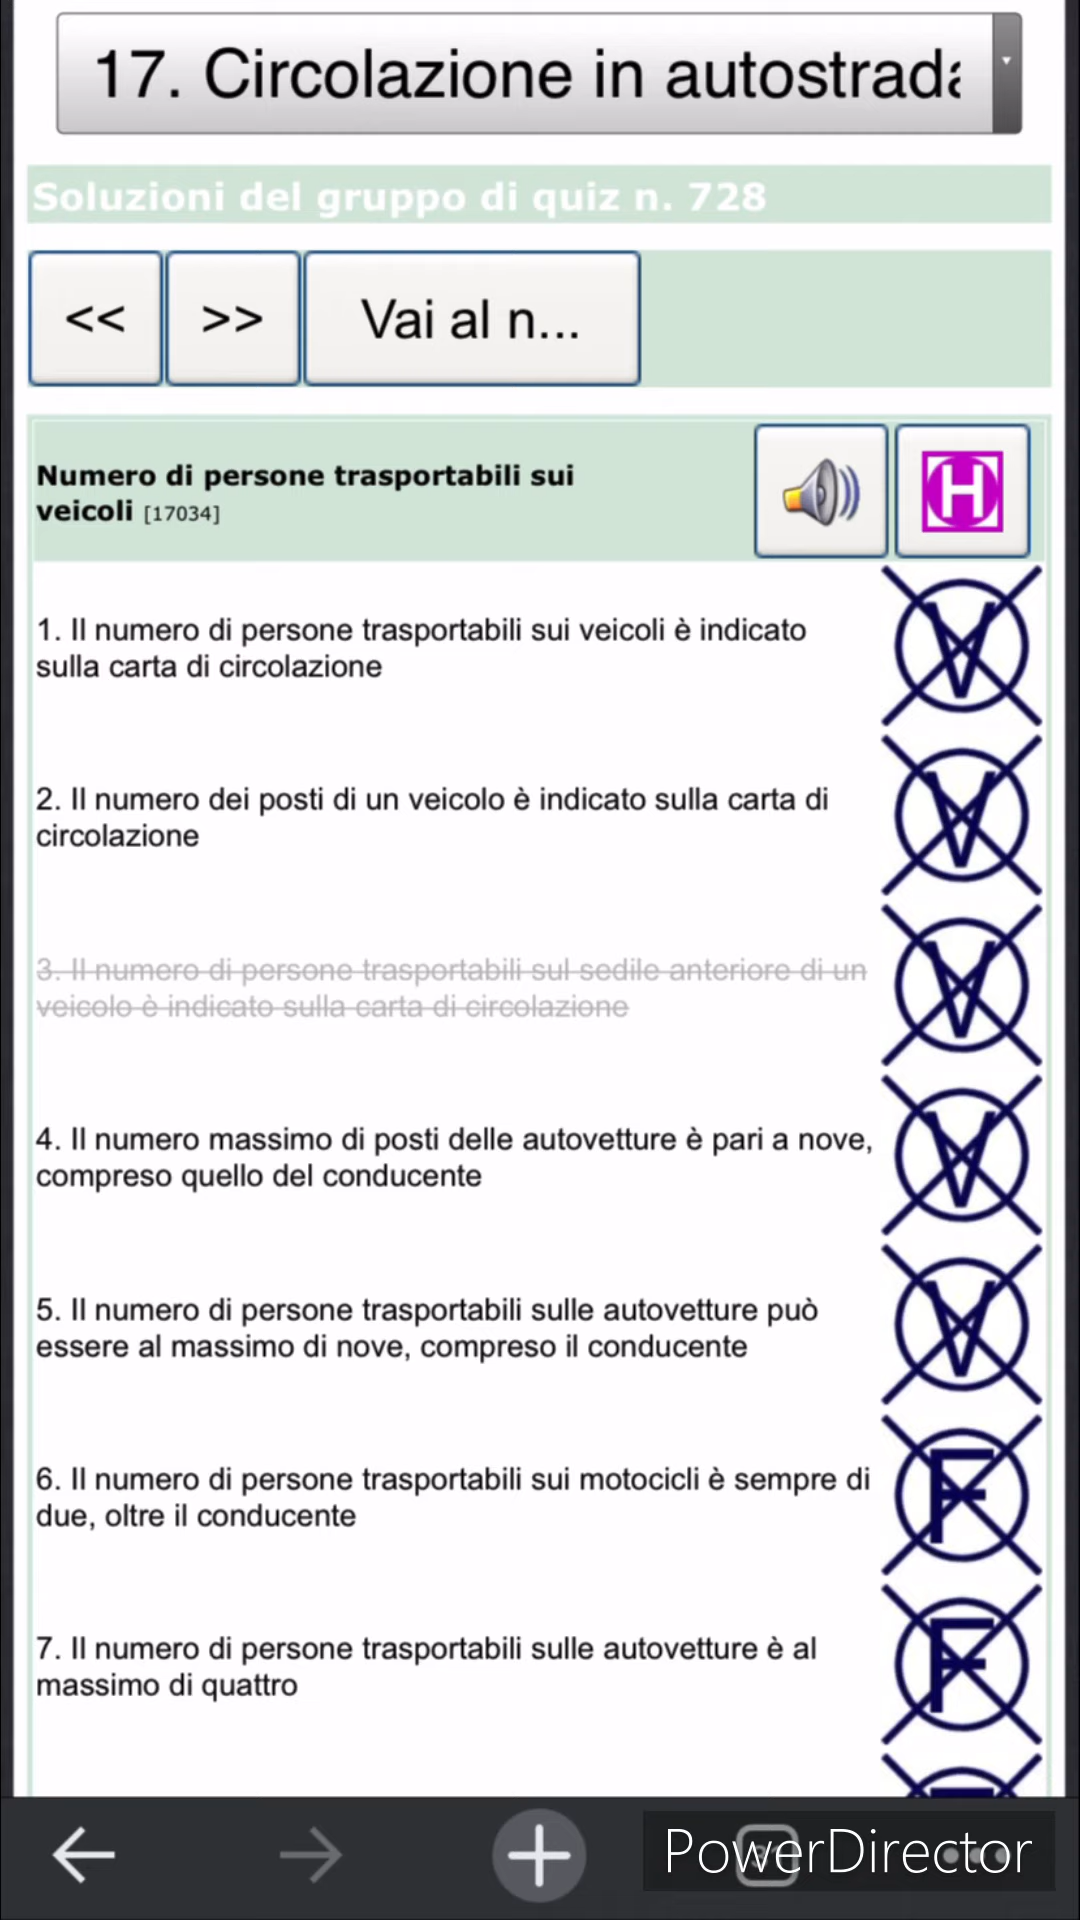 17. Circolazione in autostrada
Soluzioni del gruppo di quiz n. 728
<< >> Vai al n...
Numero di persone trasportabili sui
veicoli [17034]
H
1. Il numero di persone trasportabili sui veicoli è indicato
sulla carta di circolazione
V
2. Il numero dei posti di un veicolo è indicato sulla carta di
circolazione
V
3. Il numero di persone trasportabili sul sedile anteriore di un
veicolo è indicato sulla carta di circolazione
V
4. Il numero massimo di posti delle autovetture è pari a nove,
compreso quello del conducente
V
5. Il numero di persone trasportabili sulle autovetture può
essere al massimo di nove, compreso il conducente
V
6. Il numero di persone trasportabili sui motocicli è sempre di
due, oltre il conducente
F
7. Il numero di persone trasportabili sulle autovetture è al
massimo di quattro
F
PowerDirector